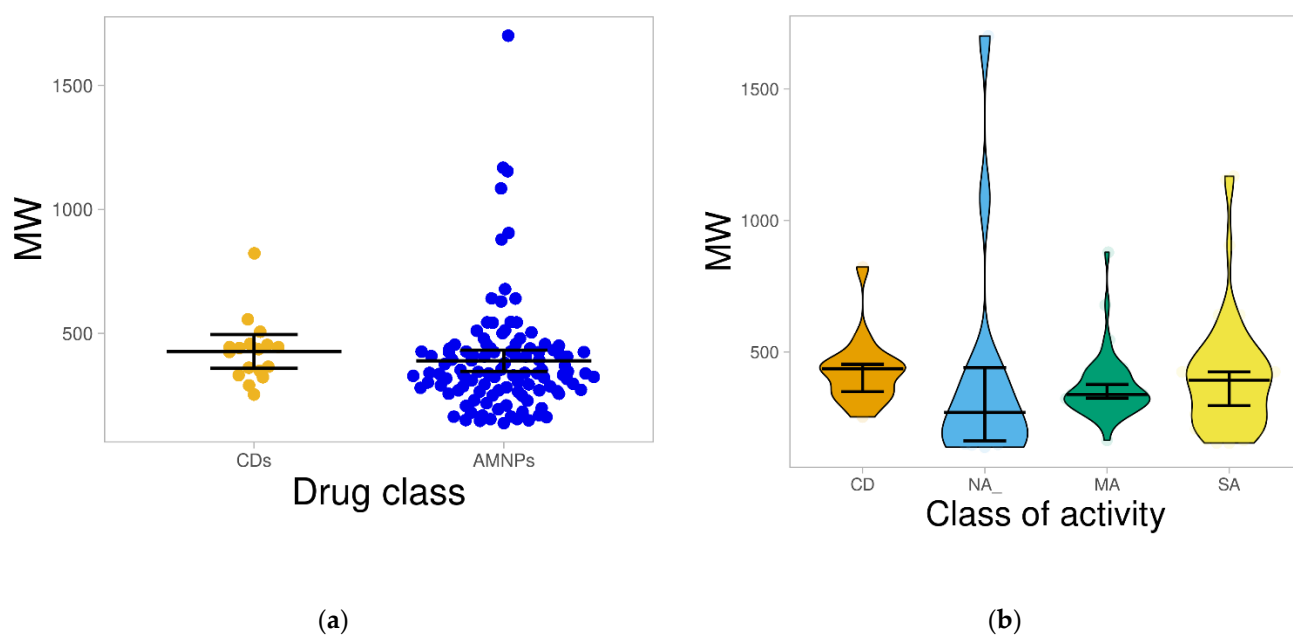 MW
1500
1000
500
CDs
AMNPs
Drug class
(a)
MW
1500
1000
500
CD
NA_
MA
SA
Class of activity
(b)